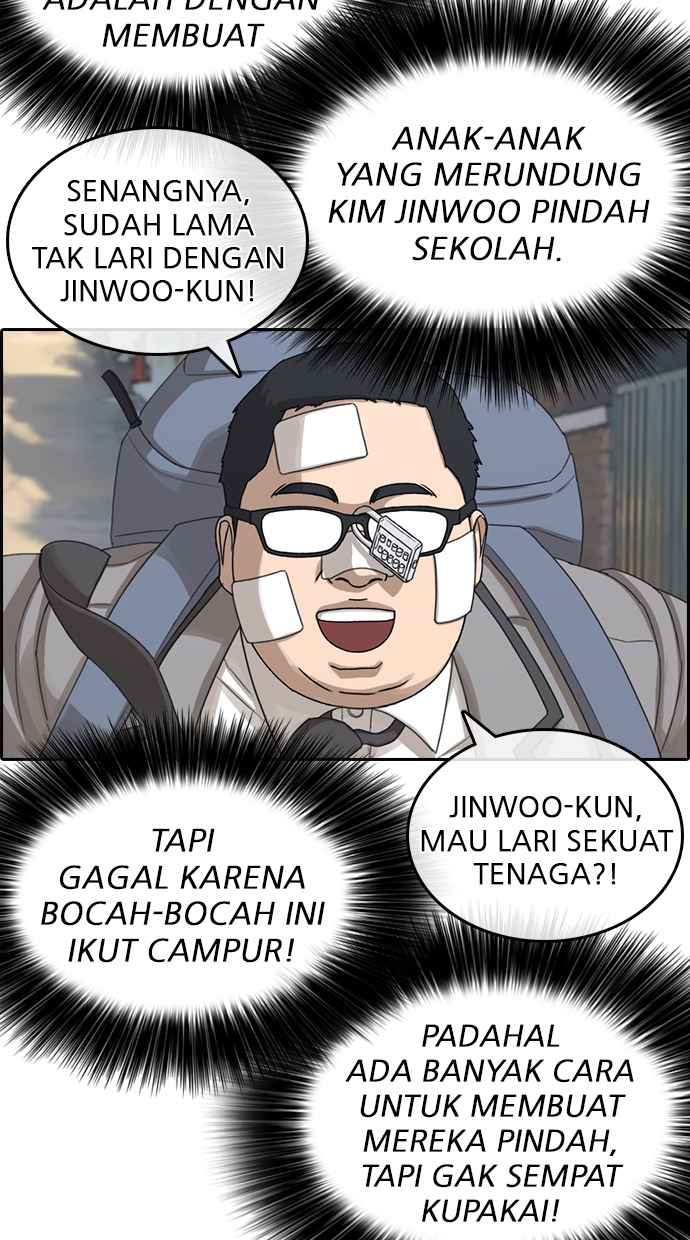 ADALAH DENGAN
MEMBUAT
ANAK-ANAK
YANG MERUNDUNG
KIM JINWOO PINDAH
SEKOLAH.
SENANGNYA,
SUDAH LAMA
TAK LARI DENGAN
JINWOO-KUN!
JINWOO-KUN,
MAU LARI SEKUAT
TENAGA?!
TAPI
GAGAL KARENA
BOCAH-BOCAH INI
IKUT CAMPUR!
PADAHAL
ADA BANYAK CARA
UNTUK MEMBUAT
MEREKA PINDAH,
TAPI GAK SEMPAT
KUPAKAI!